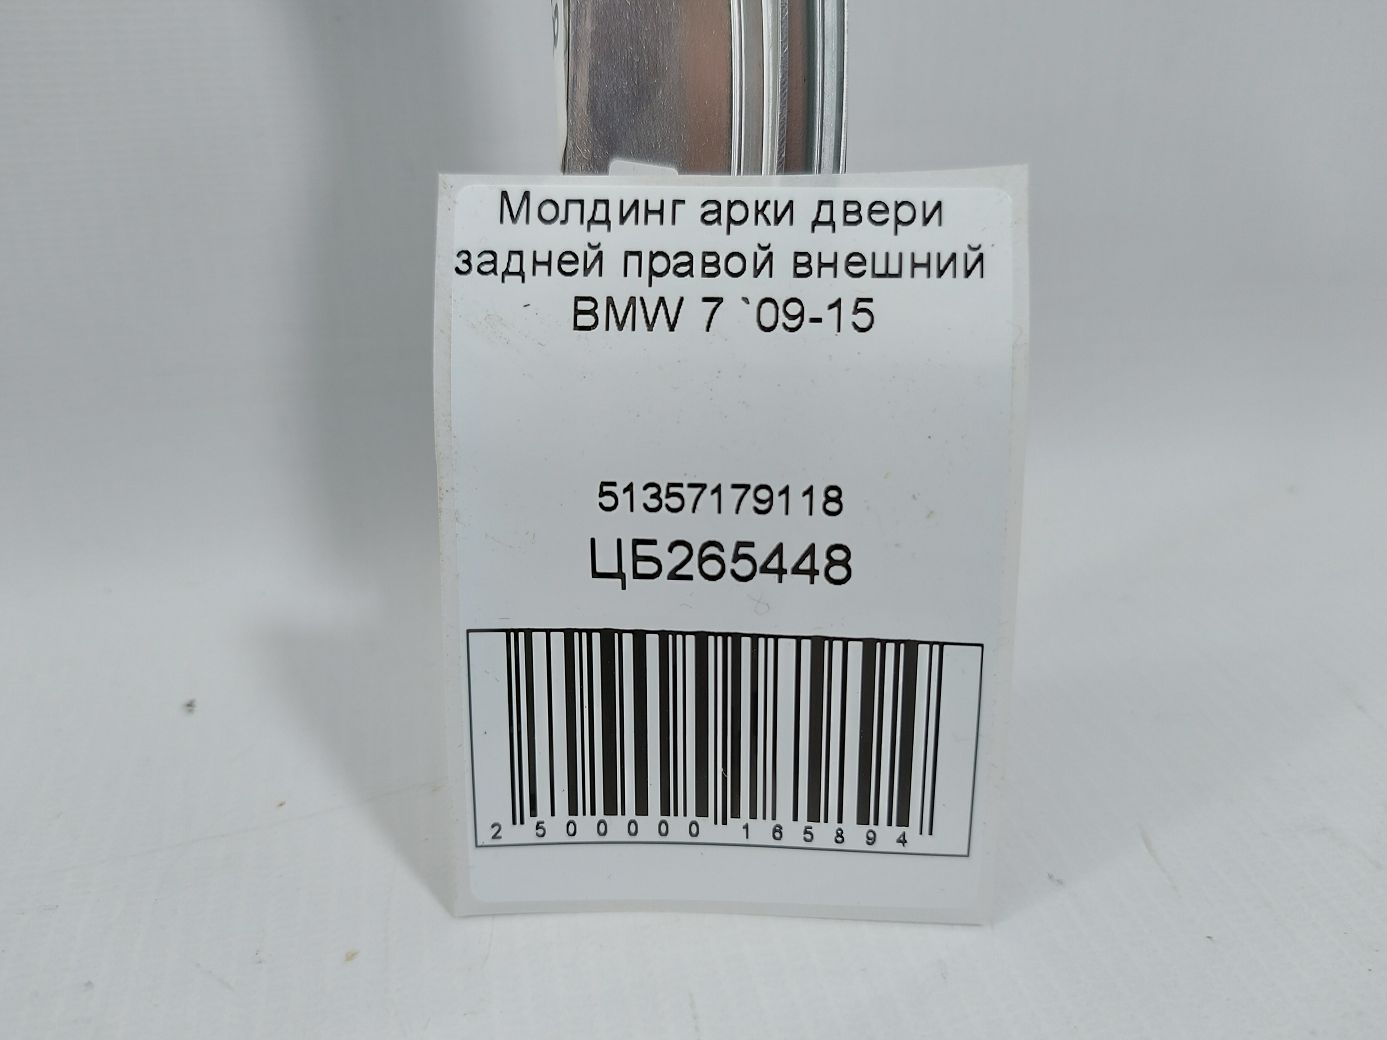 Молдинг арки двери
задней правой внешний
BMW 7 `09-15
51357179118
ЦБ265448
2 500000 165894